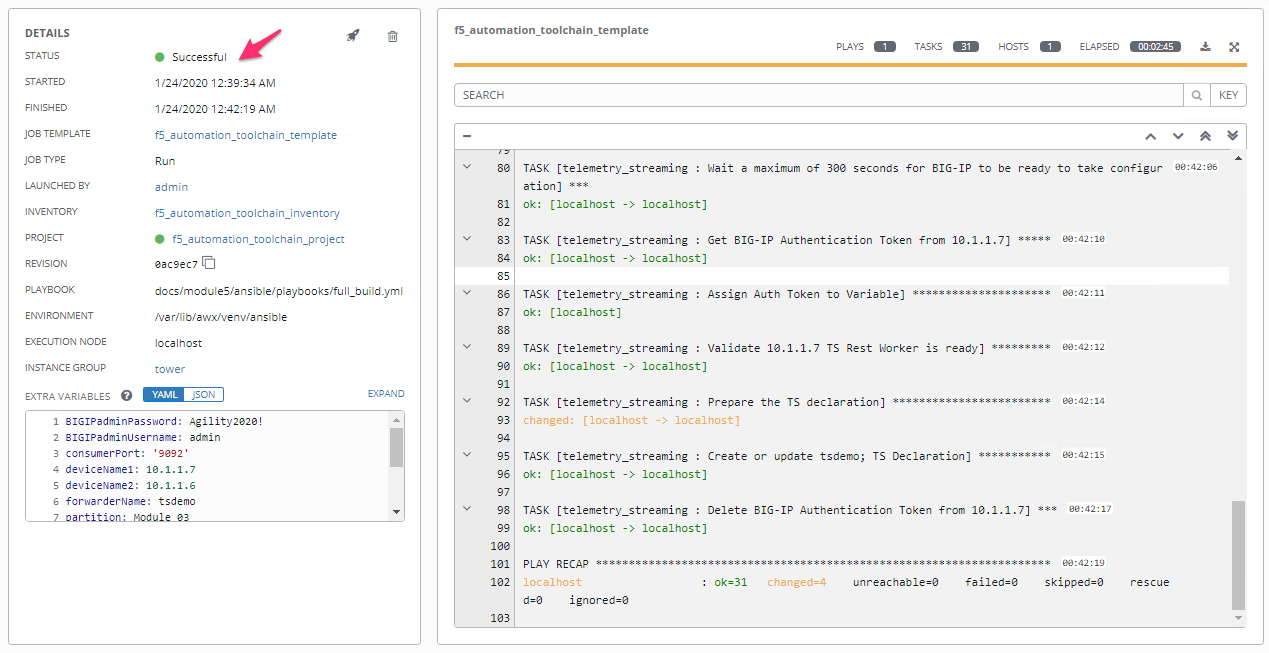 DETAILS
STATUS Successful
STARTED 1/24/2020 12:39:34 AM
FINISHED 1/24/2020 12:42:19 AM
JOB TEMPLATE f5_automation_toolchain_template
JOB TYPE Run
LAUNCHED BY admin
INVENTORY f5_automation_toolchain_inventory
PROJECT f5_automation_toolchain_project
REVISION 0ac9ec7
PLAYBOOK docs/module5/ansible/playbooks/full_build.yml
ENVIRONMENT /var/lib/awx/venv/ansible
EXECUTION NODE localhost
INSTANCE GROUP tower
EXTRA VARIABLES ? YAML JSON EXPAND
1 BIGIPadminPassword: Agility2020!
2 BIGIPadminUsername: admin
3 consumerPort: '9092'
4 deviceName1: 10.1.1.7
5 deviceName2: 10.1.1.6
6 forwarderName: tsdemo
7 partition: Module_03
f5_automation_toolchain_template
PLAYS 1 TASKS 31 HOSTS 1 ELAPSED 00:02:45
SEARCH KEY
79
80 TASK [telemetry_streaming : Wait a maximum of 300 seconds for BIG-IP to be ready to take configur 00:42:06
ation] ***
81 ok: [localhost -> localhost]
82
83 TASK [telemetry_streaming : Get BIG-IP Authentication Token from 10.1.1.7] ***** 00:42:10
84 ok: [localhost -> localhost]
85
86 TASK [telemetry_streaming : Assign Auth Token to Variable] ********************* 00:42:11
87 ok: [localhost]
88
89 TASK [telemetry_streaming : Validate 10.1.1.7 TS Rest Worker is ready] ********* 00:42:12
90 ok: [localhost -> localhost]
91
92 TASK [telemetry_streaming : Prepare the TS declaration] ************************ 00:42:14
93 changed: [localhost -> localhost]
94
95 TASK [telemetry_streaming : Create or update tsdemo; TS Declaration] *********** 00:42:15
96 ok: [localhost -> localhost]
97
98 TASK [telemetry_streaming : Delete BIG-IP Authentication Token from 10.1.1.7] *** 00:42:17
99 ok: [localhost -> localhost]
100
101 PLAY RECAP ********************************************************************* 00:42:19
102 localhost : ok=31 changed=4 unreachable=0 failed=0 skipped=0 rescue
d=0 ignored=0
103